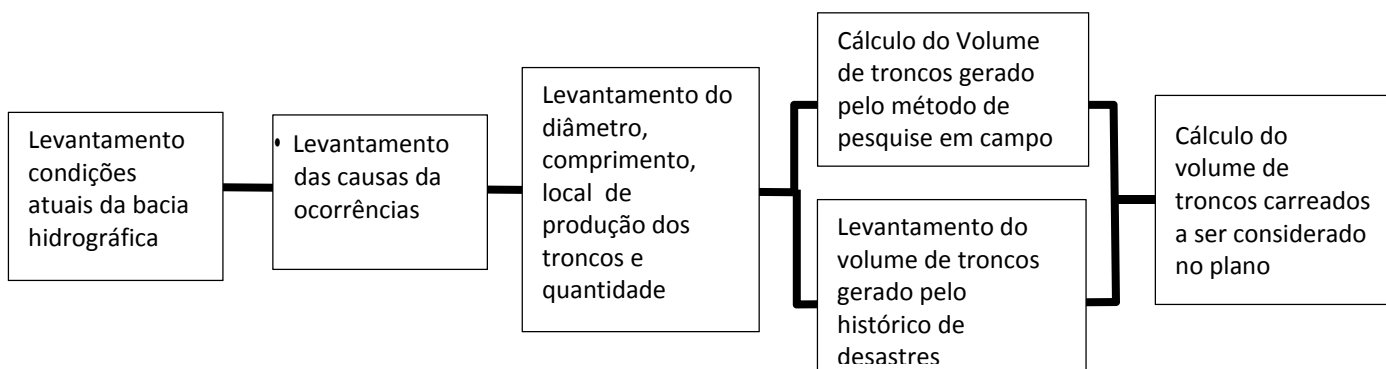 Levantamento
condições
atuais da bacia
hidrográfica
• Levantamento
das causas da
ocorrências
Levantamento do
diâmetro,
comprimento,
local de
produção dos
troncos e
quantidade
Cálculo do Volume
de troncos gerado
pelo método de
pesquise em campo
Levantamento do
volume de troncos
gerado pelo
histórico de
desastres
Cálculo do
volume de
troncos carreados
a ser considerado
no plano